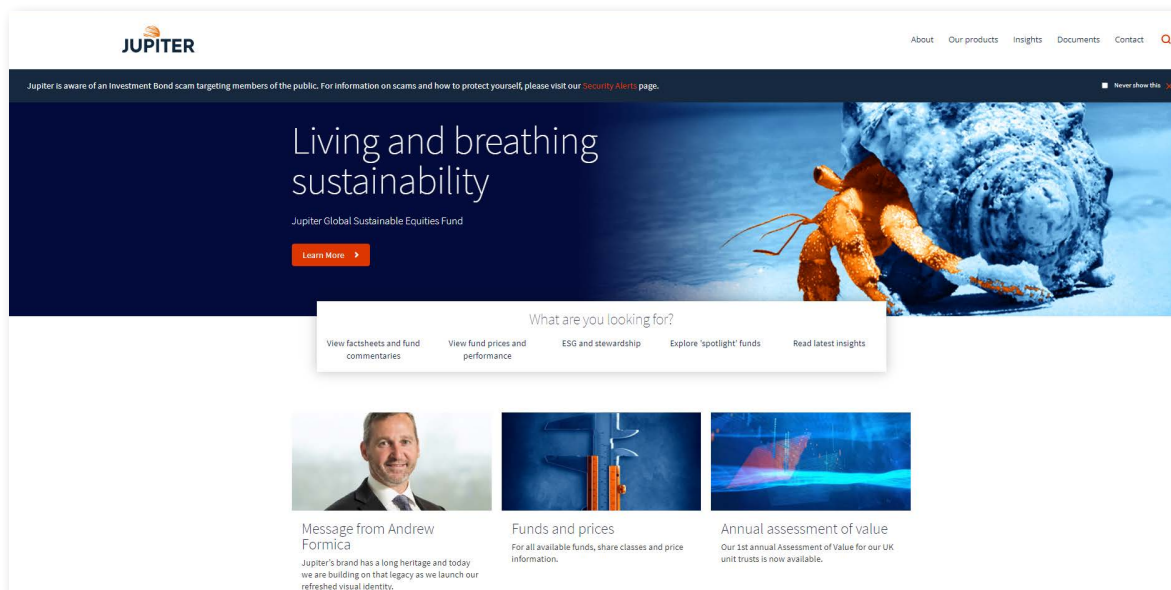 JUPITER
About Our products Insights Documents Contact
Jupiter is aware of an Investment Bond scam targeting members of the public. For information on scams and how to protect yourself, please visit our Security Alerts page.
Never show this
Living and breathing
sustainability
Jupiter Global Sustainable Equities Fund
Learn More
What are you looking for?
View factsheets and fund
commentaries
View fund prices and
performance
ESG and stewardship
Explore 'spotlight' funds
Read latest insights
Message from Andrew
Formica
Jupiter's brand has a long heritage and today
we are building on that legacy as we launch our
refreshed visual identity.
Funds and prices
For all available funds, share classes and price
information.
Annual assessment of value
Our 1st annual Assessment of Value for our UK
unit trusts is now available.